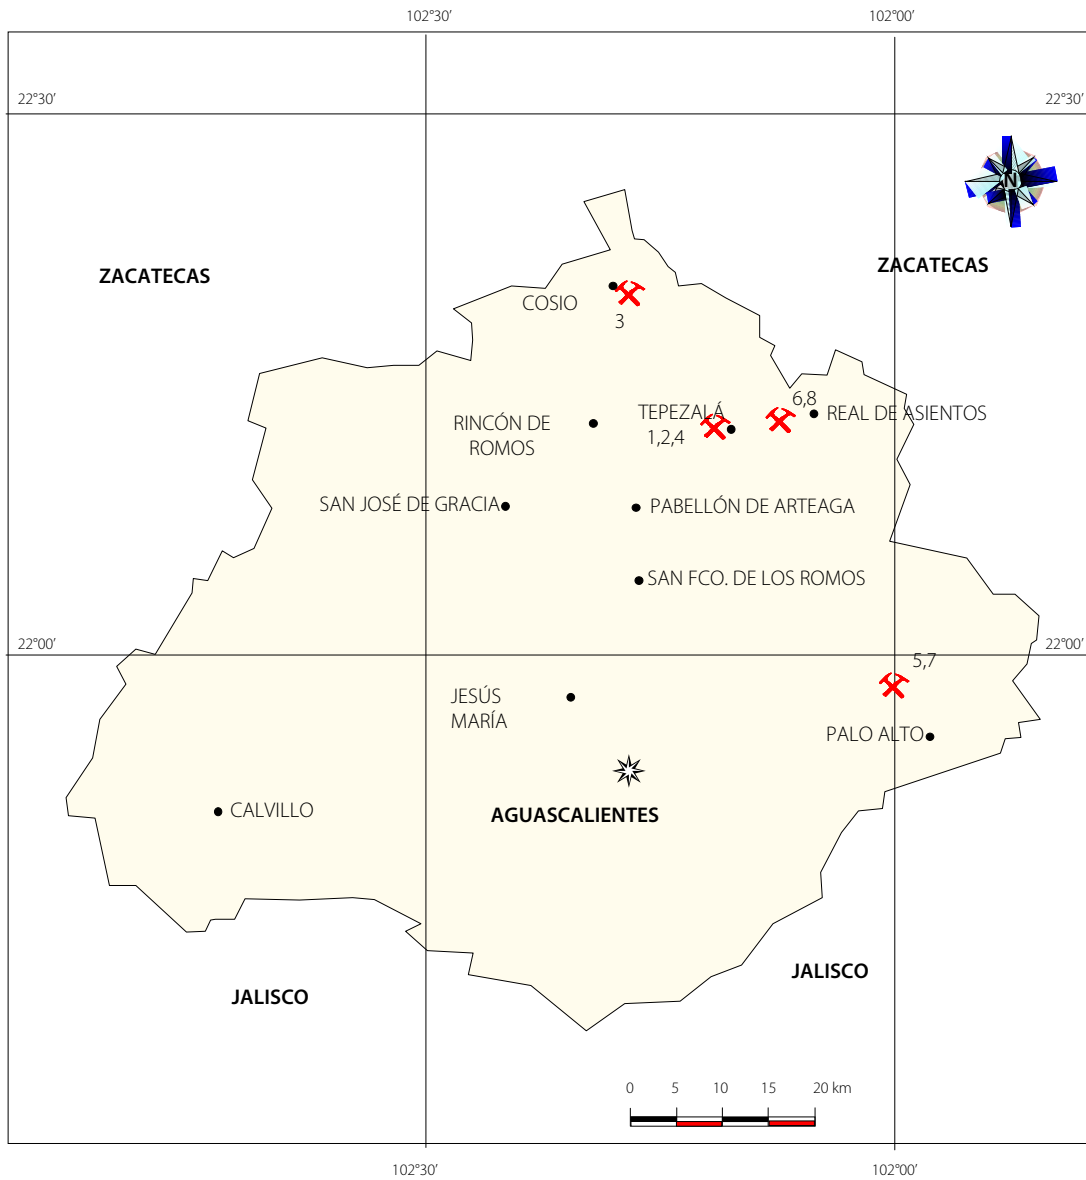 102°30′
102°00′
22°30′
22°30′
N
ZACATECAS
ZACATECAS
COSIO
3
6,8
TEPEZALÁ
REAL DE ASIENTOS
RINCÓN DE
ROMOS
1,2,4
SAN JOSÉ DE GRACIA
PABELLÓN DE ARTEAGA
SAN FCO. DE LOS ROMOS
22°00′
22°00′
5,7
JESÚS
MARÍA
PALO ALTO
CALVILLO
AGUASCALIENTES
JALISCO
JALISCO
0 5 10 15 20 km
102°30′
102°00′